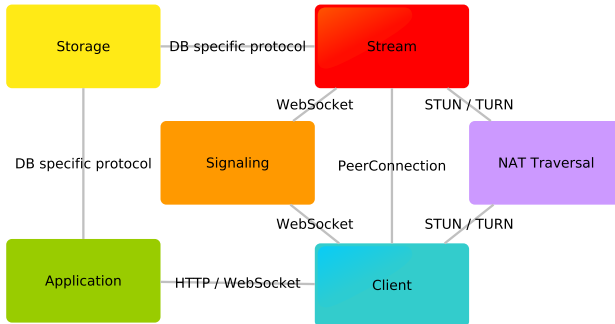 Storage
DB specific protocol
Stream
WebSocket
STUN / TURN
DB specific protocol
Signaling
PeerConnection
NAT Traversal
WebSocket
STUN / TURN
Application
HTTP / WebSocket
Client